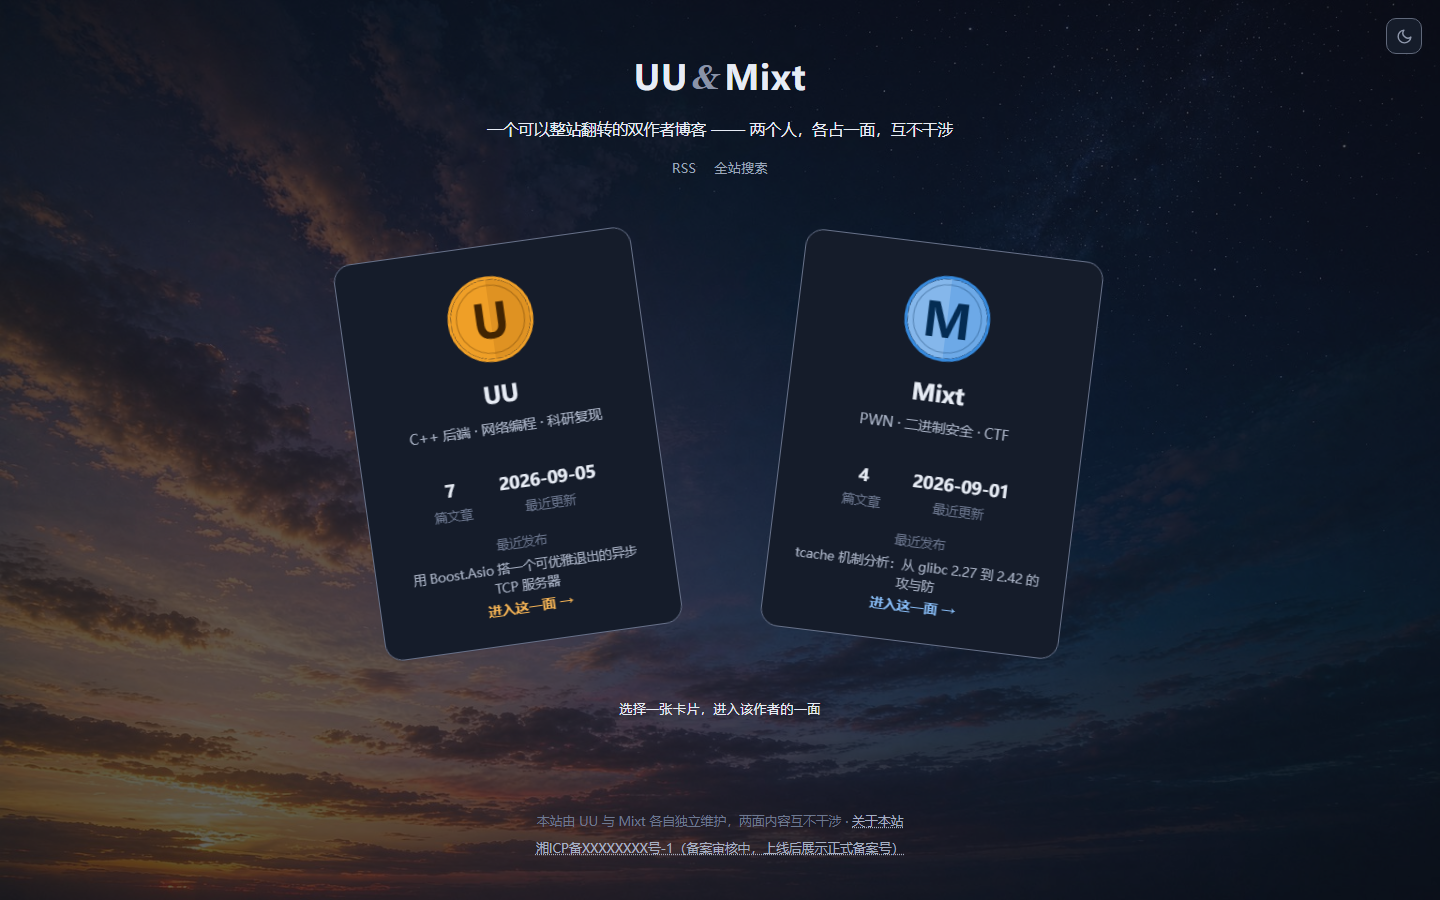 UU & Mixt
一个可以整站翻转的双作者博客 —— 两个人，各占一面，互不干涉
RSS 全站搜索
U
UU
C++ 后端 · 网络编程 · 科研复现
7 2026-09-05
篇文章 最近更新
最近发布
用 Boost.Asio 搭一个可优雅退出的异步
TCP 服务器
进入这一面 →
M
Mixt
PWN · 二进制安全 · CTF
4 2026-09-01
篇文章 最近更新
最近发布
tcache 机制分析：从 glibc 2.27 到 2.42 的
攻与防
进入这一面 →
选择一张卡片，进入该作者的一面
本站由 UU 与 Mixt 各自独立维护，两面内容互不干涉 · 关于本站
湘ICP备XXXXXXXX号-1（备案审核中，上线后展示正式备案号）